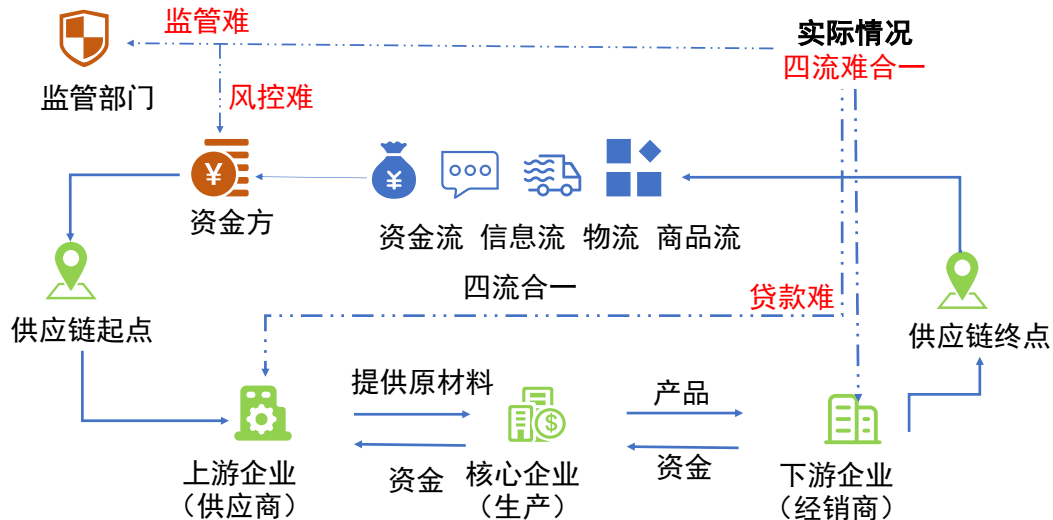 监管难
实际情况
四流难合一
监管部门
风控难
¥
¥
资金方
资金流 信息流 物流 商品流
四流合一
贷款难
供应链起点
供应链终点
提供原材料
产品
$
资金
资金
上游企业
（供应商）
核心企业
（生产）
下游企业
（经销商）